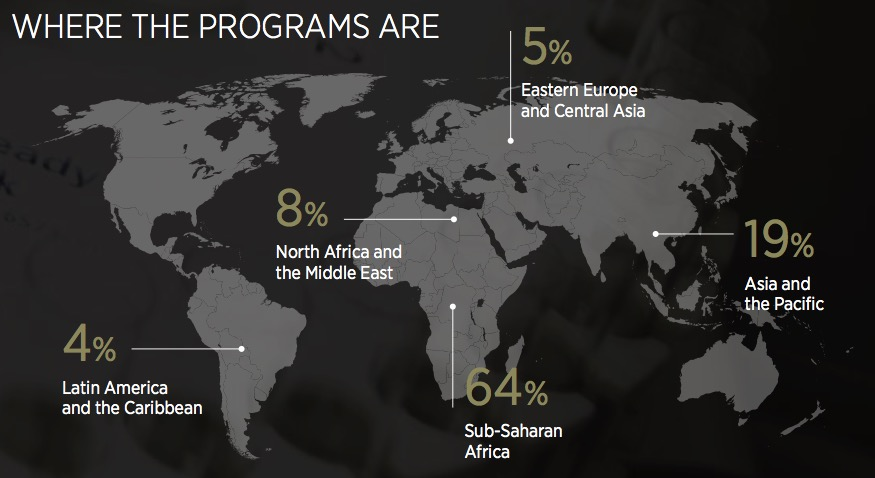 WHERE THE PROGRAMS ARE
5%
Eastern Europe
and Central Asia
8%
North Africa and
the Middle East
19%
Asia and
the Pacific
4%
Latin America
and the Caribbean
64%
Sub-Saharan
Africa